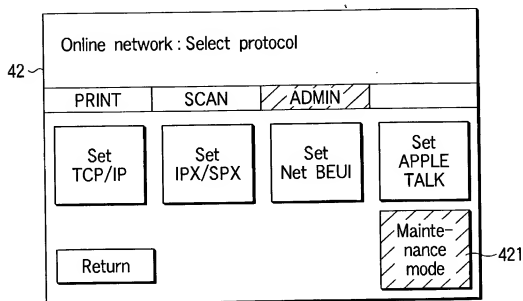 Online network : Select protocol
42
PRINT SCAN ADMIN
Set
TCP/IP
Set
IPX/SPX
Set
Net BEUI
Set
APPLE
TALK
Return
Mainte-
nance
mode
421